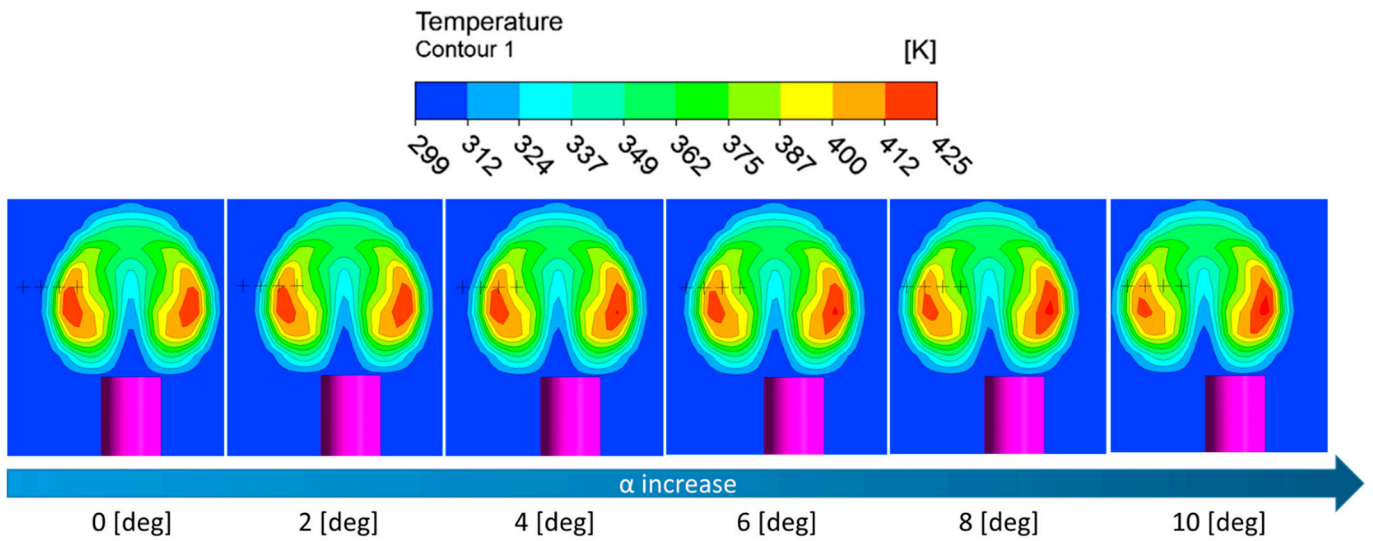 Temperature
Contour 1 [K]
299 312 324 337 349 362 375 387 400 412 425
α increase
0 [deg] 2 [deg] 4 [deg] 6 [deg] 8 [deg] 10 [deg]